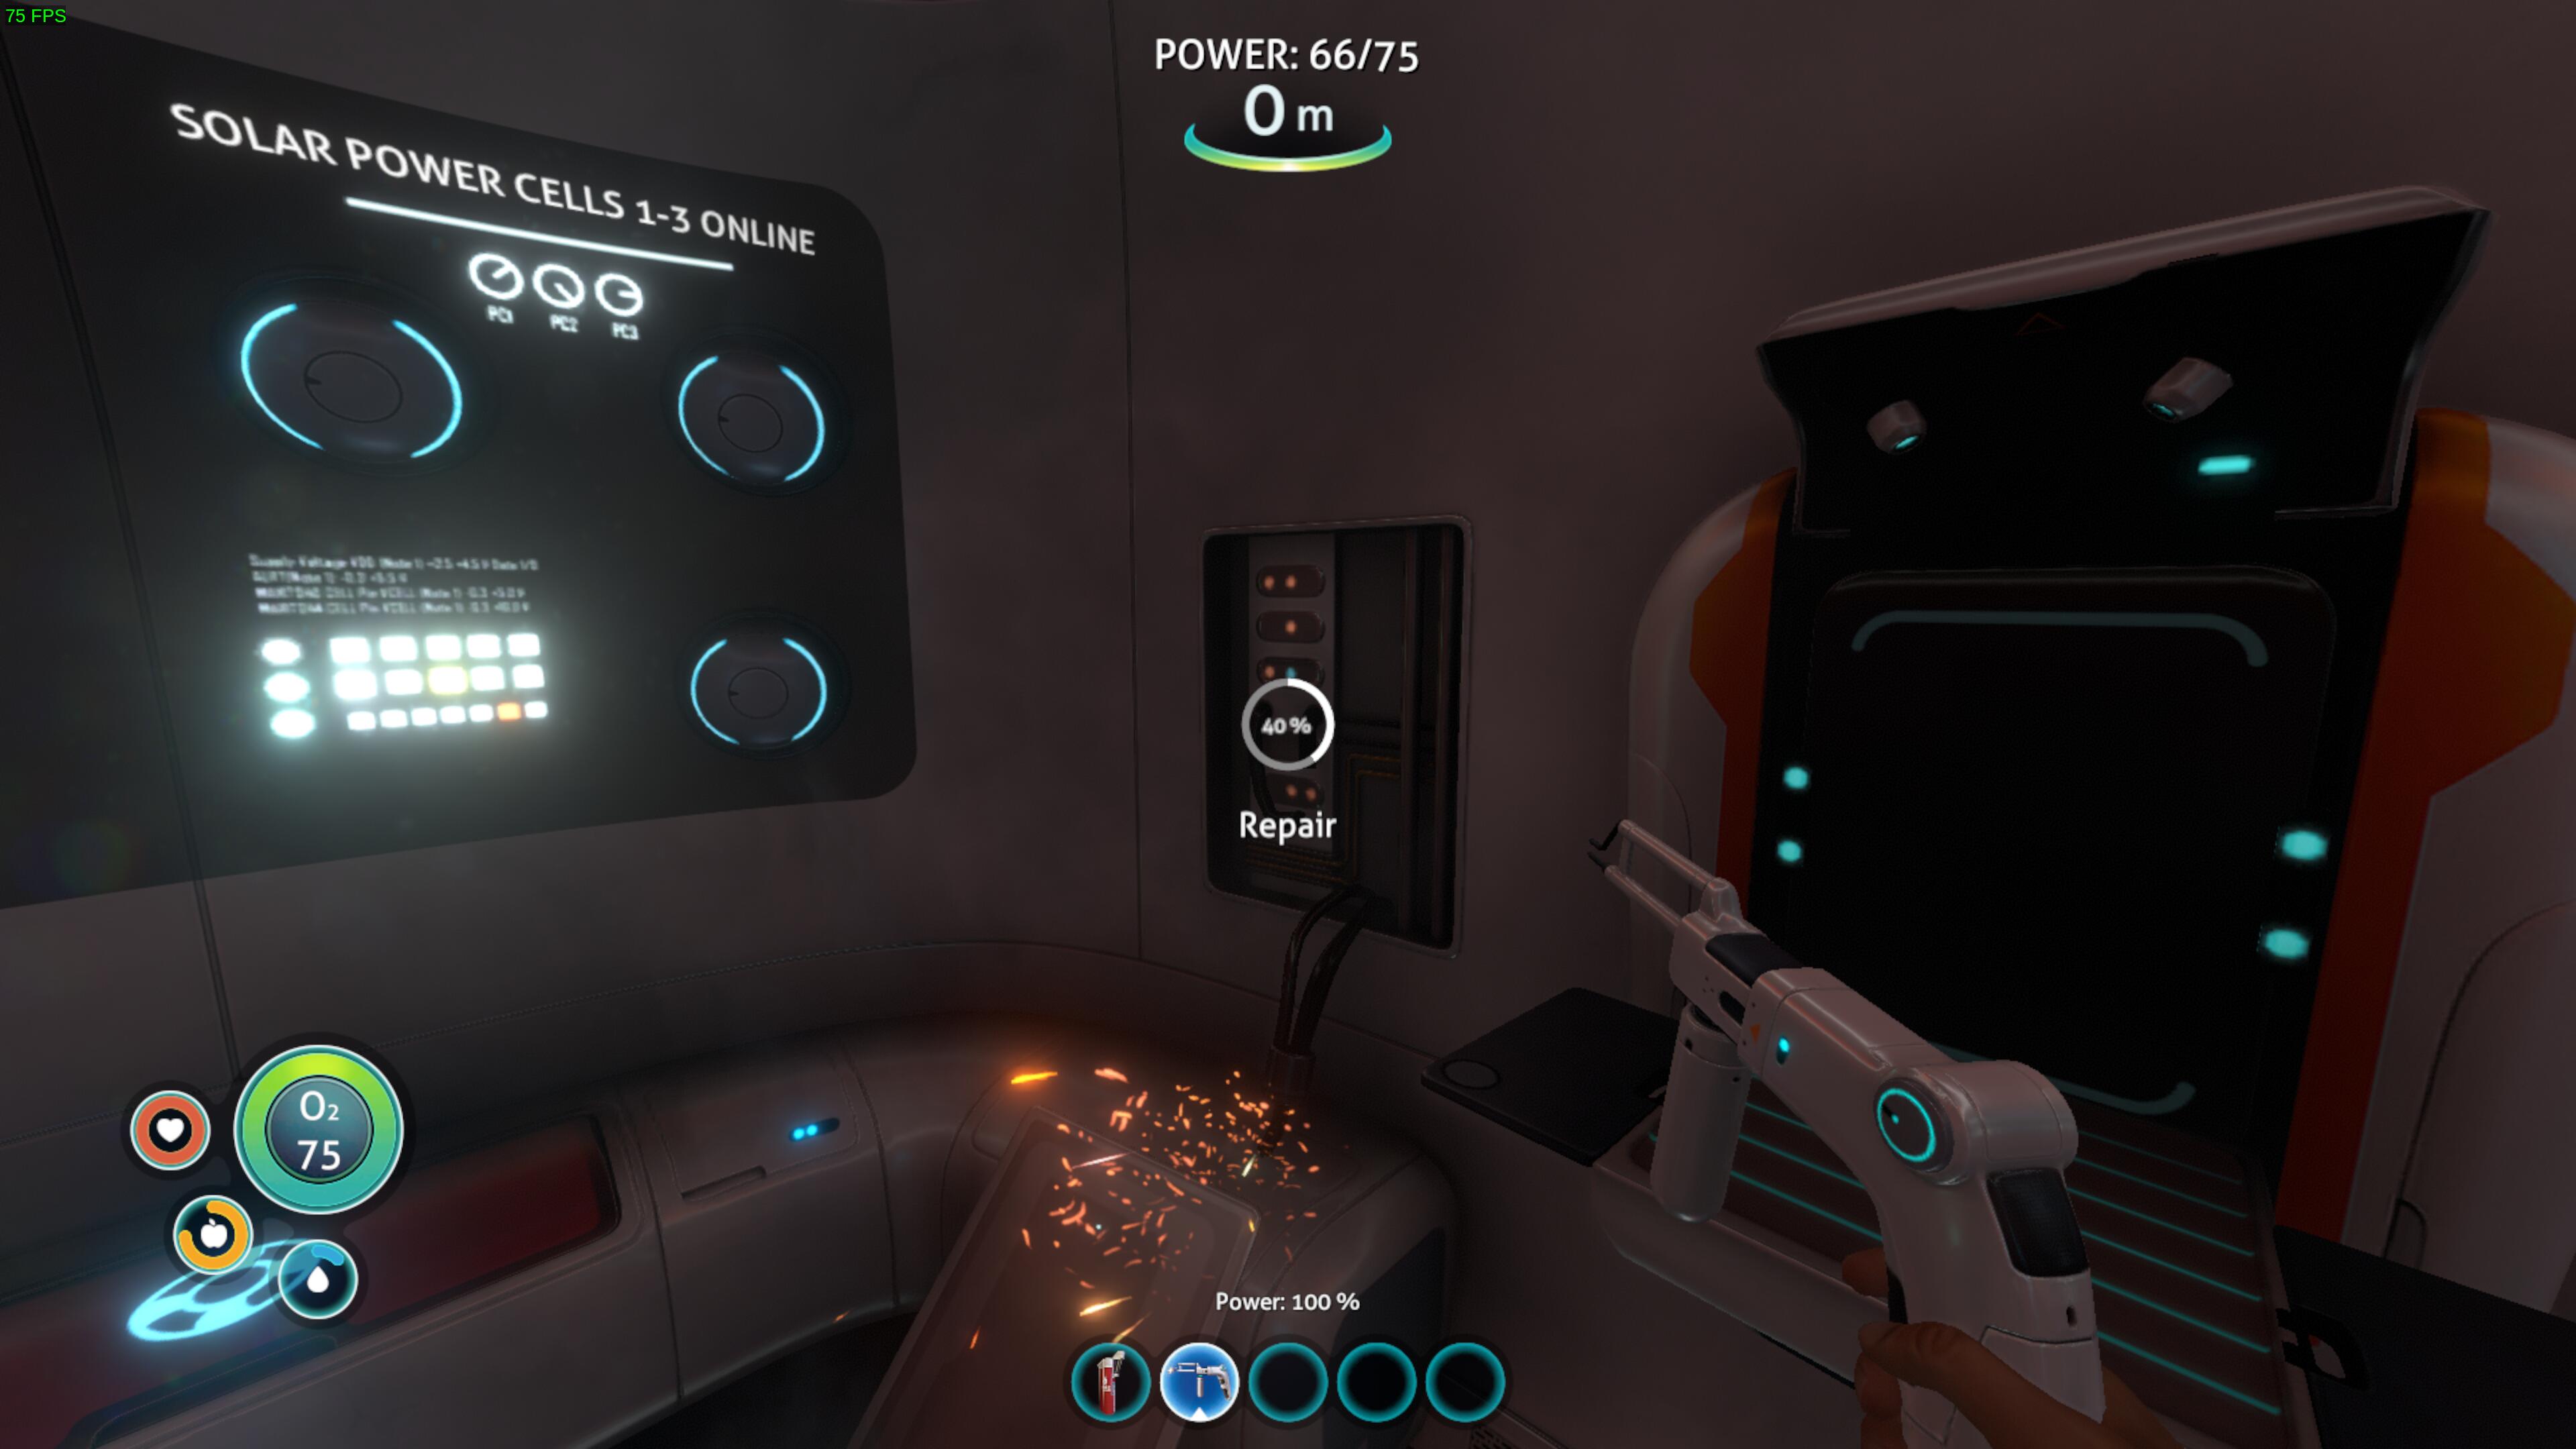 75 FPS
POWER: 66/75
0 m
SOLAR POWER CELLS 1-3 ONLINE
PC1 PC2 PC3
40 %
Repair
O₂
75
Power: 100 %